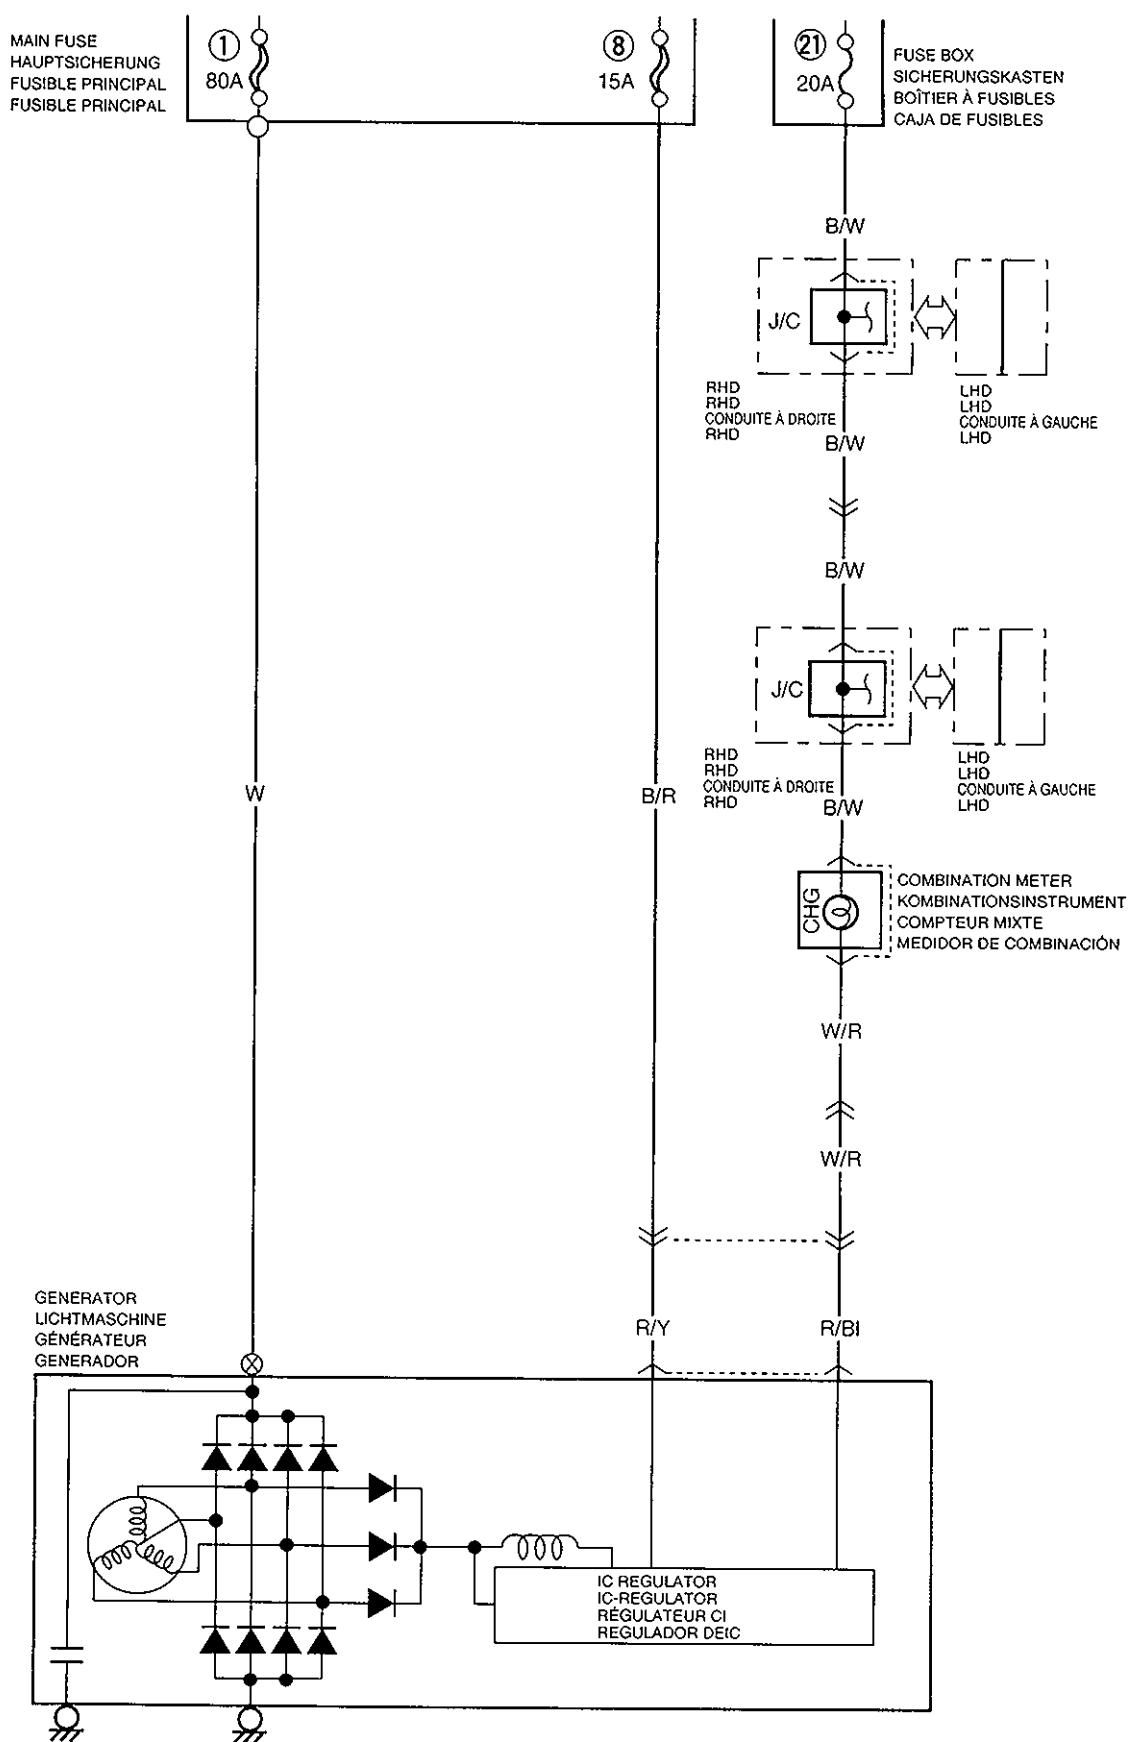 MAIN FUSE
HAUPTSICHERUNG
FUSIBLE PRINCIPAL
FUSIBLE PRINCIPAL
1
80A
8
15A
21
20A
FUSE BOX
SICHERUNGSKASTEN
BOÎTIER À FUSIBLES
CAJA DE FUSIBLES
B/W
J/C
RHD
RHD
CONDUITE À DROITE
RHD
LHD
LHD
CONDUITE À GAUCHE
LHD
B/W
B/W
J/C
RHD
RHD
CONDUITE À DROITE
RHD
LHD
LHD
CONDUITE À GAUCHE
LHD
W
B/R
B/W
CHG
COMBINATION METER
KOMBINATIONSINSTRUMENT
COMPTEUR MIXTE
MEDIDOR DE COMBINACIÓN
W/R
W/R
GENERATOR
LICHTMASCHINE
GÉNÉRATEUR
GENERADOR
R/Y
R/Bl
IC REGULATOR
IC-REGULATOR
RÉGULATEUR CI
REGULADOR DEIC